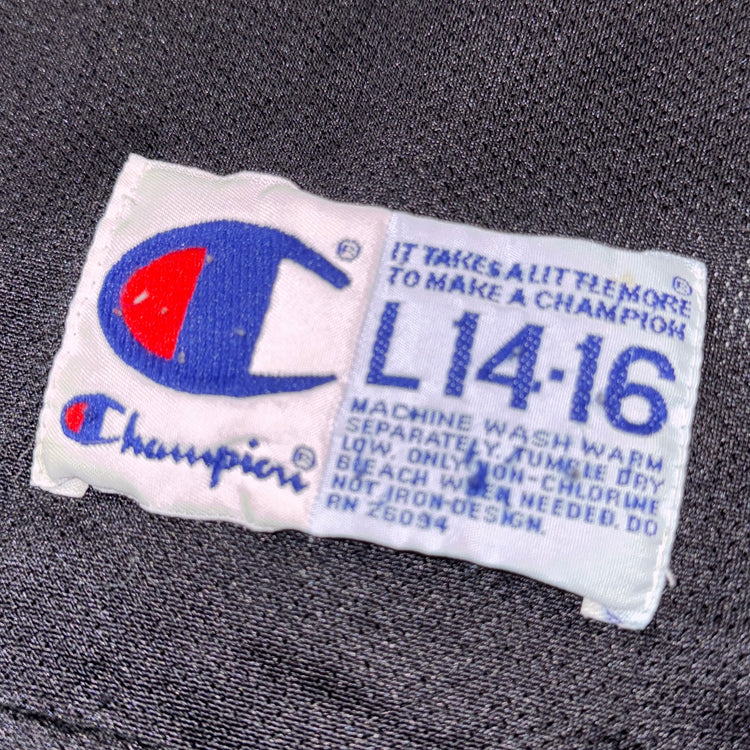 Champion®
®
IT TAKES A LITTLE MORE ®
TO MAKE A CHAMPION
L 14-16
MACHINE WASH WARM
SEPARATELY. TUMBLE DRY
LOW. ONLY NON-CHLORINE
BLEACH WHEN NEEDED. DO
NOT IRON DESIGN.
RN 26094